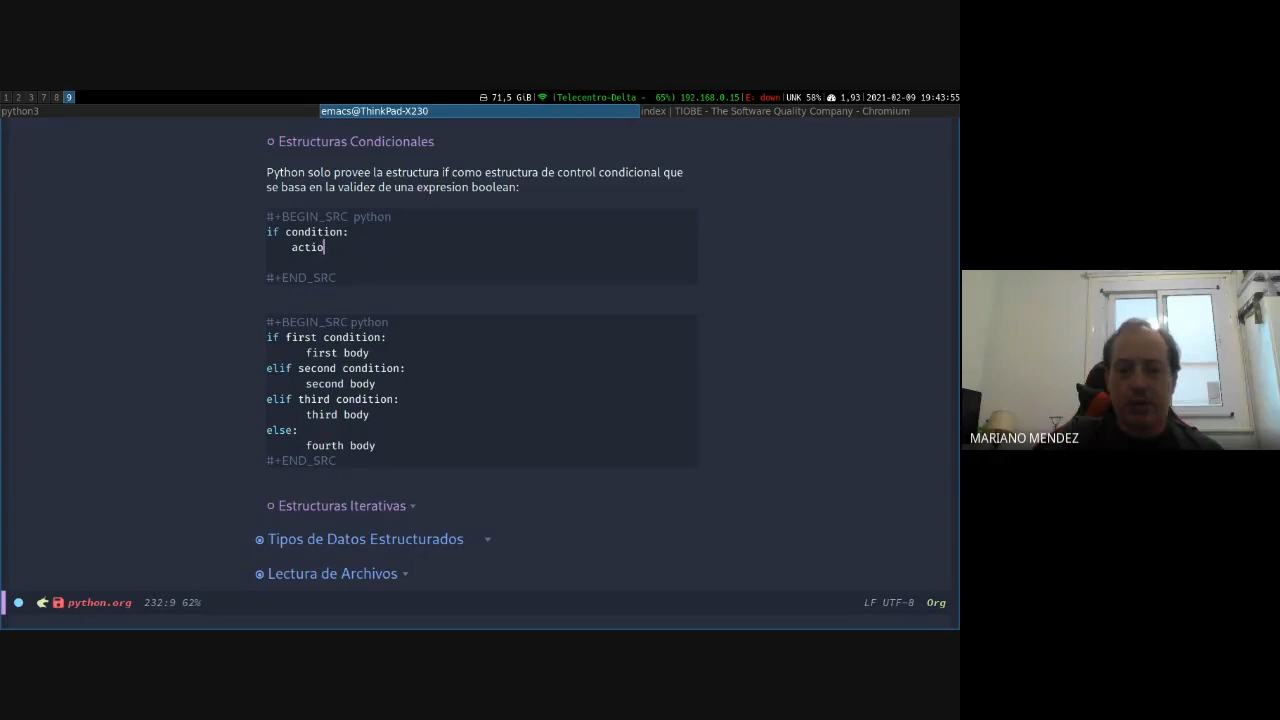 1 2 3 7 8 9
71,5 GiB| (Telecentro-Delta - 65%) 192.168.0.15|E: down|UNK 58%| 1,93|2021-02-09 19:43:55
python3 emacs@ThinkPad-X230 index | TIOBE - The Software Quality Company - Chromium
Estructuras Condicionales
Python solo provee la estructura if como estructura de control condicional que
se basa en la validez de una expresion boolean:
#+BEGIN_SRC python
if condition:
actio
#+END_SRC
#+BEGIN_SRC python
if first condition:
first body
elif second condition:
second body
elif third condition:
third body
else:
fourth body
#+END_SRC
Estructuras Iterativas
Tipos de Datos Estructurados
Lectura de Archivos
python.org 232:9 62% LF UTF-8 Org
MARIANO MENDEZ